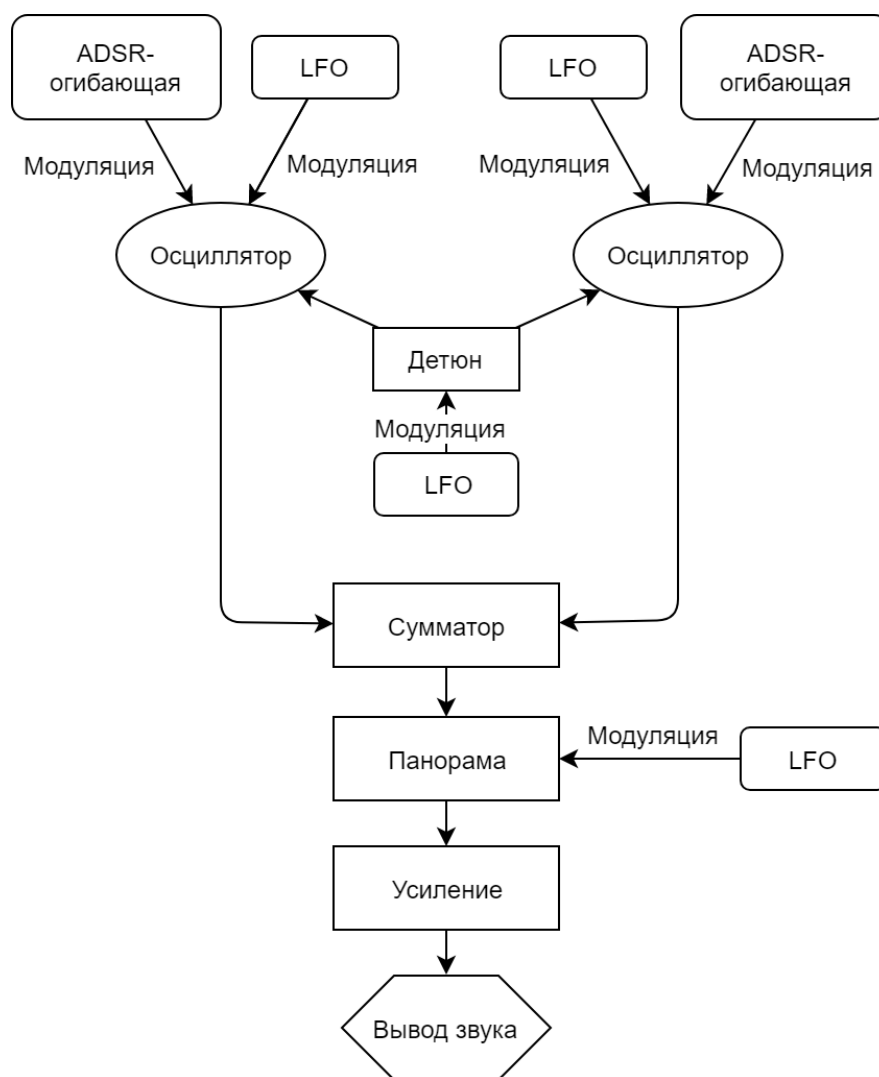 ADSR-
огибающая
LFO
LFO
ADSR-
огибающая
Модуляция
Модуляция
Модуляция
Модуляция
Осциллятор
Осциллятор
Детюн
Модуляция
LFO
Сумматор
Панорама
Модуляция
LFO
Усиление
Вывод звука